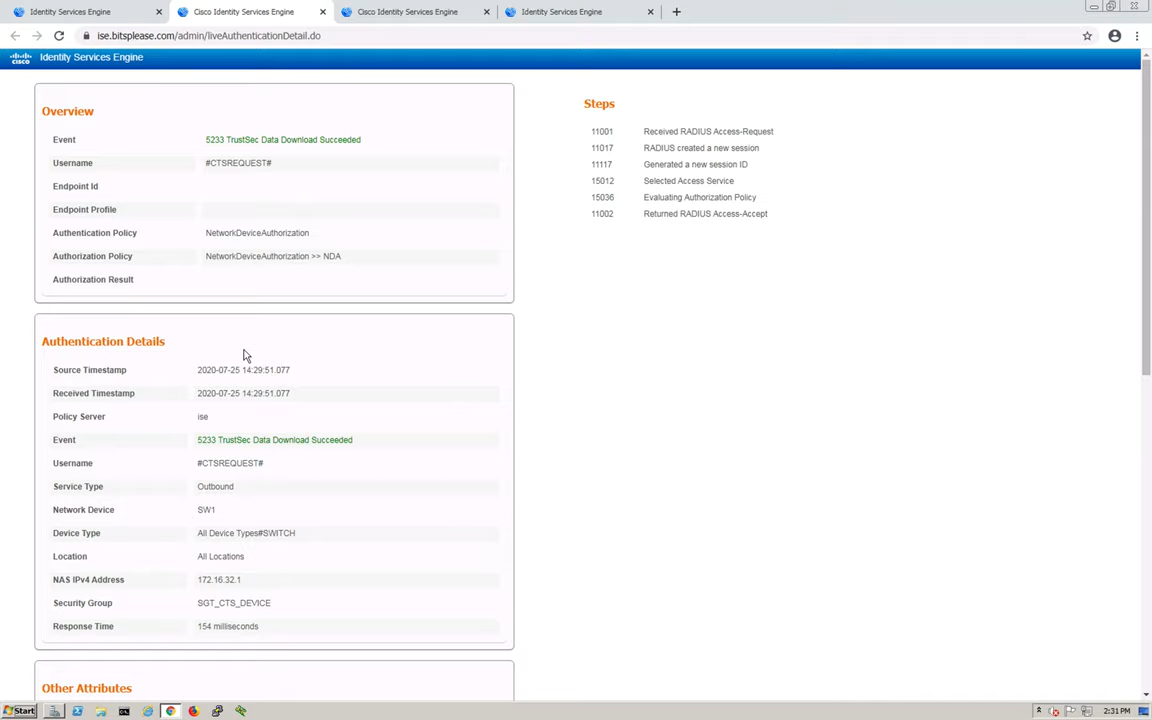 Identity Services Engine
Cisco Identity Services Engine
Cisco Identity Services Engine
Identity Services Engine
ise.bitsplease.com/admin/liveAuthenticationDetail.do
cisco Identity Services Engine
Overview
Event 5233 TrustSec Data Download Succeeded
Username #CTSREQUEST#
Endpoint Id
Endpoint Profile
Authentication Policy NetworkDeviceAuthorization
Authorization Policy NetworkDeviceAuthorization >> NDA
Authorization Result
Authentication Details
Source Timestamp 2020-07-25 14:29:51.077
Received Timestamp 2020-07-25 14:29:51.077
Policy Server ise
Event 5233 TrustSec Data Download Succeeded
Username #CTSREQUEST#
Service Type Outbound
Network Device SW1
Device Type All Device Types#SWITCH
Location All Locations
NAS IPv4 Address 172.16.32.1
Security Group SGT_CTS_DEVICE
Response Time 154 milliseconds
Other Attributes
Steps
11001 Received RADIUS Access-Request
11017 RADIUS created a new session
11117 Generated a new session ID
15012 Selected Access Service
15036 Evaluating Authorization Policy
11002 Returned RADIUS Access-Accept
Start
2:31 PM